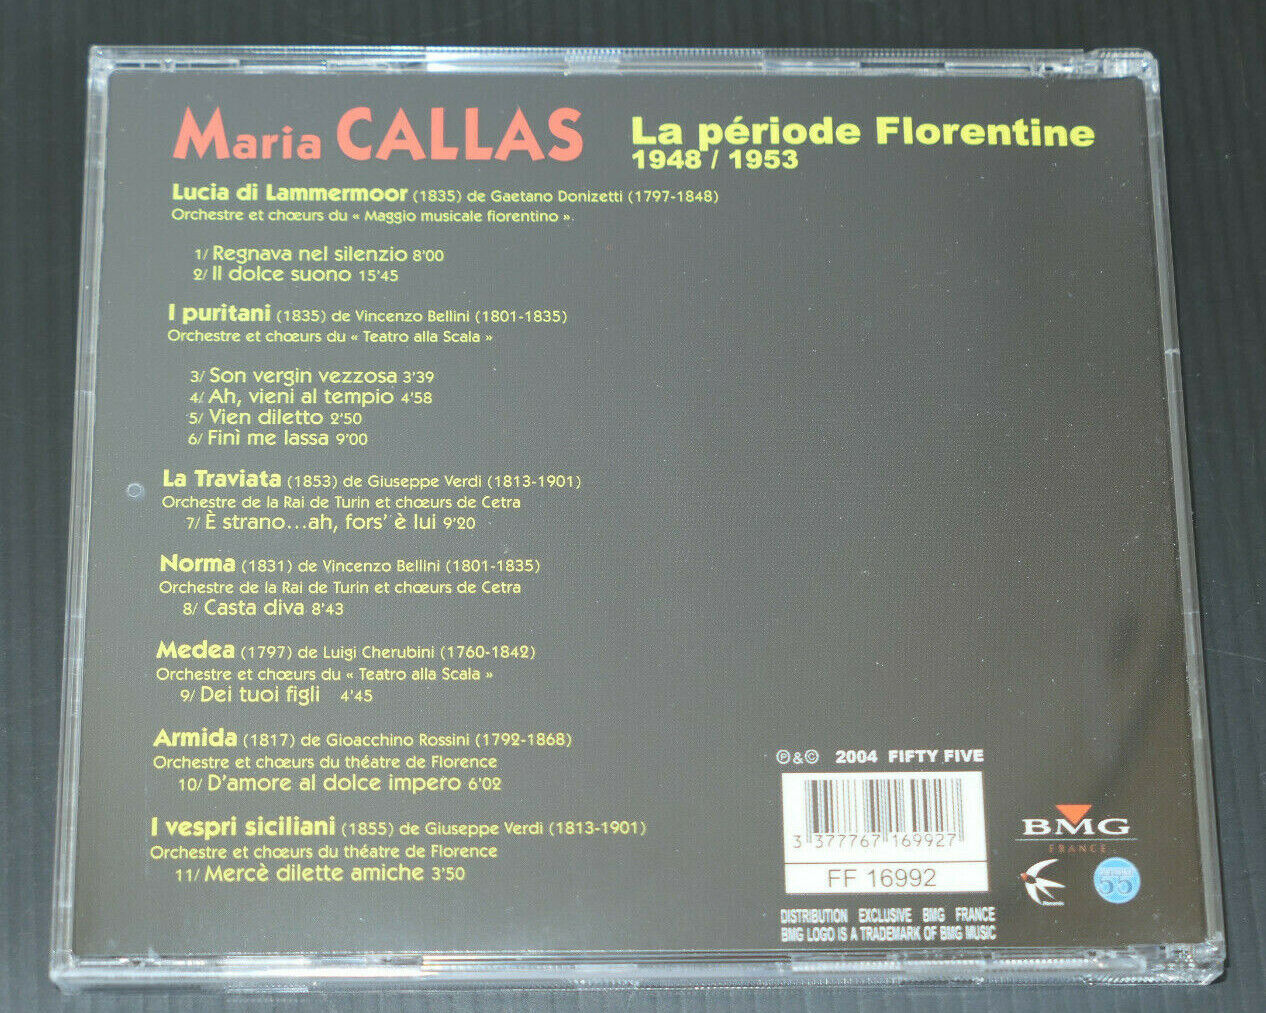 Maria CALLAS
La période Florentine
1948 / 1953
Lucia di Lammermoor (1835) de Gaetano Donizetti (1797-1848)
Orchestre et chœurs du « Maggio musicale fiorentino ».
1/ Regnava nel silenzio 8'00
2/ Il dolce suono 15'45
I puritani (1835) de Vincenzo Bellini (1801-1835)
Orchestre et chœurs du « Teatro alla Scala »
3/ Son vergin vezzosa 3'39
4/ Ah, vieni al tempio 4'58
5/ Vien diletto 2'50
6/ Finì me lassa 9'00
La Traviata (1853) de Giuseppe Verdi (1813-1901)
Orchestre de la Rai de Turin et chœurs de Cetra
7/ È strano...ah, fors' è lui 9'20
Norma (1831) de Vincenzo Bellini (1801-1835)
Orchestre de la Rai de Turin et chœurs de Cetra
8/ Casta diva 8'43
Medea (1797) de Luigi Cherubini (1760-1842)
Orchestre et chœurs du « Teatro alla Scala »
9/ Dei tuoi figli 4'45
Armida (1817) de Gioacchino Rossini (1792-1868)
Orchestre et chœurs du théatre de Florence
10/ D'amore al dolce impero 6'02
I vespri siciliani (1855) de Giuseppe Verdi (1813-1901)
Orchestre et chœurs du théatre de Florence
11/ Mercè dilette amiche 3'50
℗ & © 2004 FIFTY FIVE
3 377767 169927
FF 16992
BMG
FRANCE
55
DISTRIBUTION EXCLUSIVE BMG FRANCE
BMG LOGO IS A TRADEMARK OF BMG MUSIC